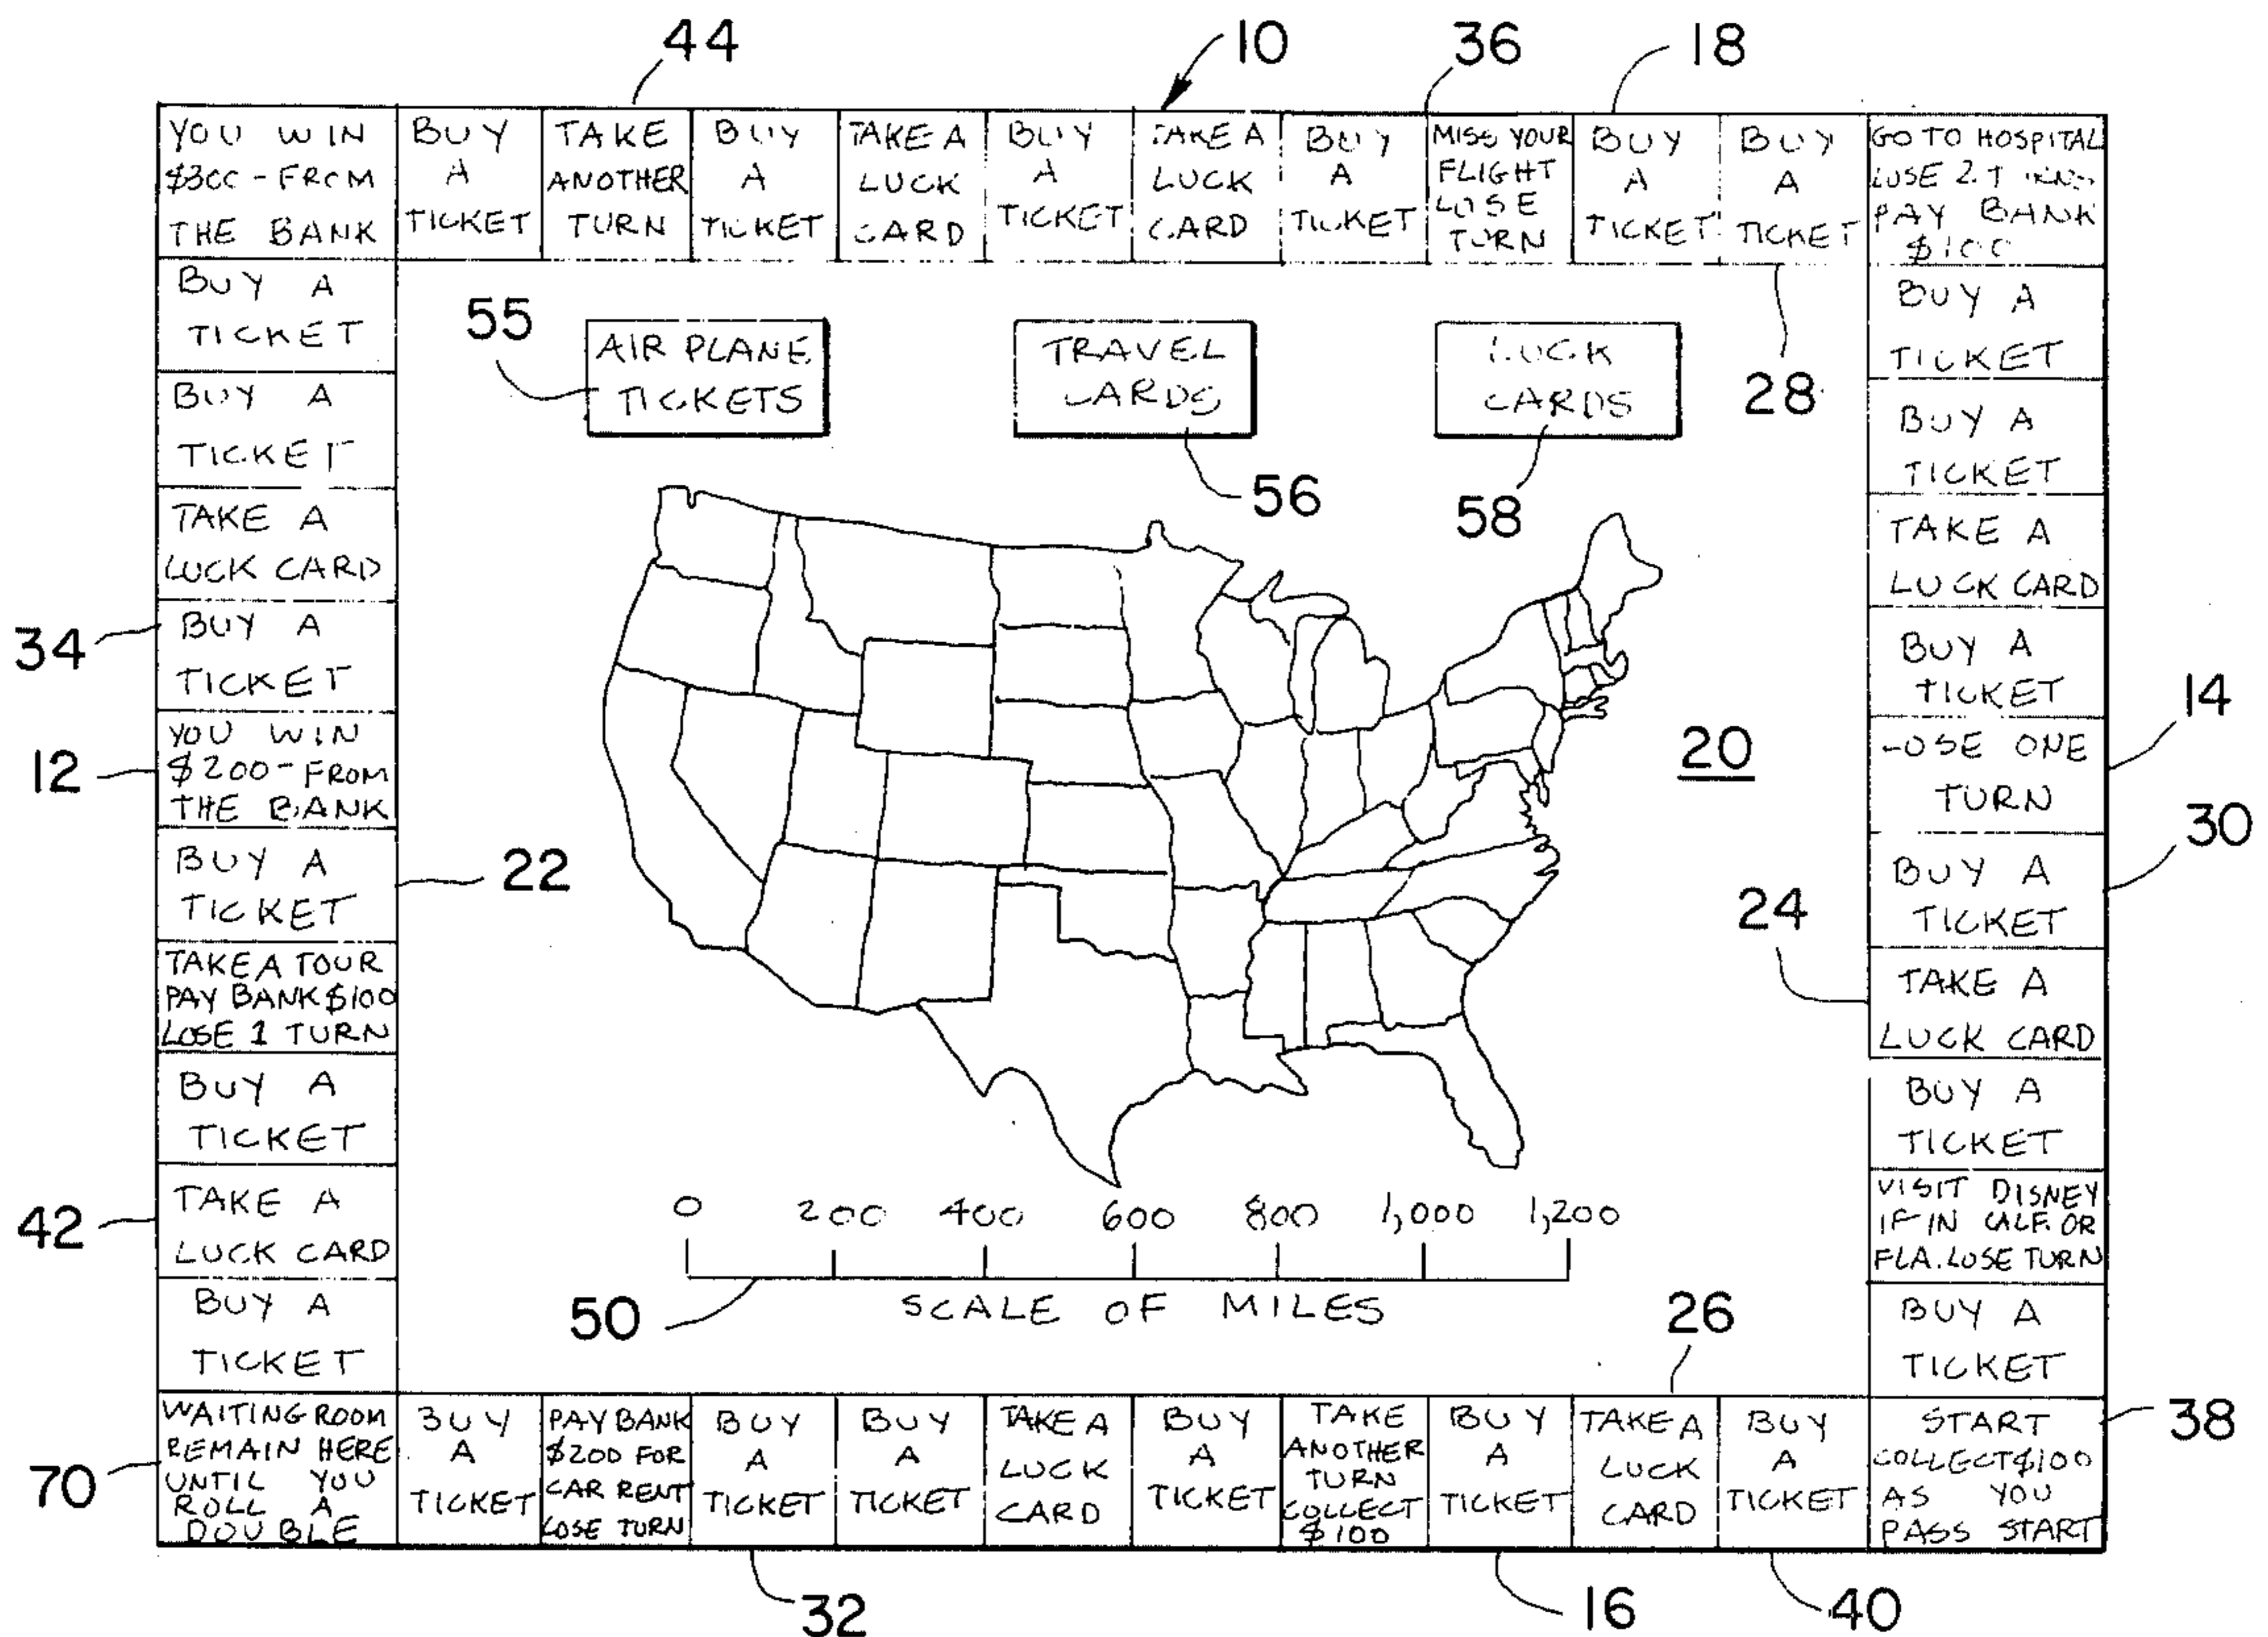 44
10
36
18
YOU WIN
$300 - FROM
THE BANK
BUY
A
TICKET
TAKE
ANOTHER
TURN
BUY
A
TICKET
TAKE A
LUCK
CARD
BUY
A
TICKET
TAKE A
LUCK
CARD
BUY
A
TICKET
MISS YOUR
FLIGHT
LOSE
TURN
BUY
A
TICKET
BUY
A
TICKET
GO TO HOSPITAL
LOSE 2 TURNS
PAY BANK
$100
BUY A
TICKET
BUY A
TICKET
TAKE A
LUCK CARD
34
BUY A
TICKET
12
YOU WIN
$200 - FROM
THE BANK
BUY A
TICKET
22
TAKE A TOUR
PAY BANK $100
LOSE 1 TURN
BUY A
TICKET
42
TAKE A
LUCK CARD
BUY A
TICKET
55
AIR PLANE
TICKETS
TRAVEL
CARDS
56
LUCK
CARDS
58
28
20
24
0 200 400 600 800 1,000 1,200
50
SCALE OF MILES
26
BUY A
TICKET
BUY A
TICKET
TAKE A
LUCK CARD
BUY A
TICKET
14
LOSE ONE
TURN
30
BUY A
TICKET
TAKE A
LUCK CARD
BUY A
TICKET
VISIT DISNEY
IF IN CALF. OR
FLA. LOSE TURN
BUY A
TICKET
70
WAITING ROOM
REMAIN HERE
UNTIL YOU
ROLL A
DOUBLE
BUY
A
TICKET
PAY BANK
$200 FOR
CAR RENT
LOSE TURN
BUY
A
TICKET
BUY
A
TICKET
TAKE A
LUCK
CARD
BUY
A
TICKET
TAKE
ANOTHER
TURN
COLLECT
$100
BUY
A
TICKET
TAKE A
LUCK
CARD
BUY
A
TICKET
START
COLLECT $100
AS YOU
PASS START
38
32
16
40